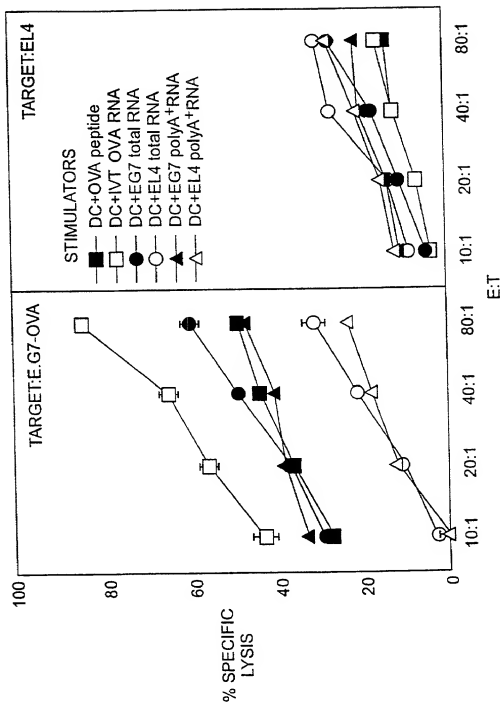 TARGET:E.G7-OVA
TARGET:EL4
STIMULATORS
DC+OVA peptide
DC+IVT OVA RNA
DC+EG7 total RNA
DC+EL4 total RNA
DC+EG7 polyA+RNA
DC+EL4 polyA+RNA
% SPECIFIC
LYSIS
100
80
60
40
20
0
10:1 20:1 40:1 80:1
10:1 20:1 40:1 80:1
E:T